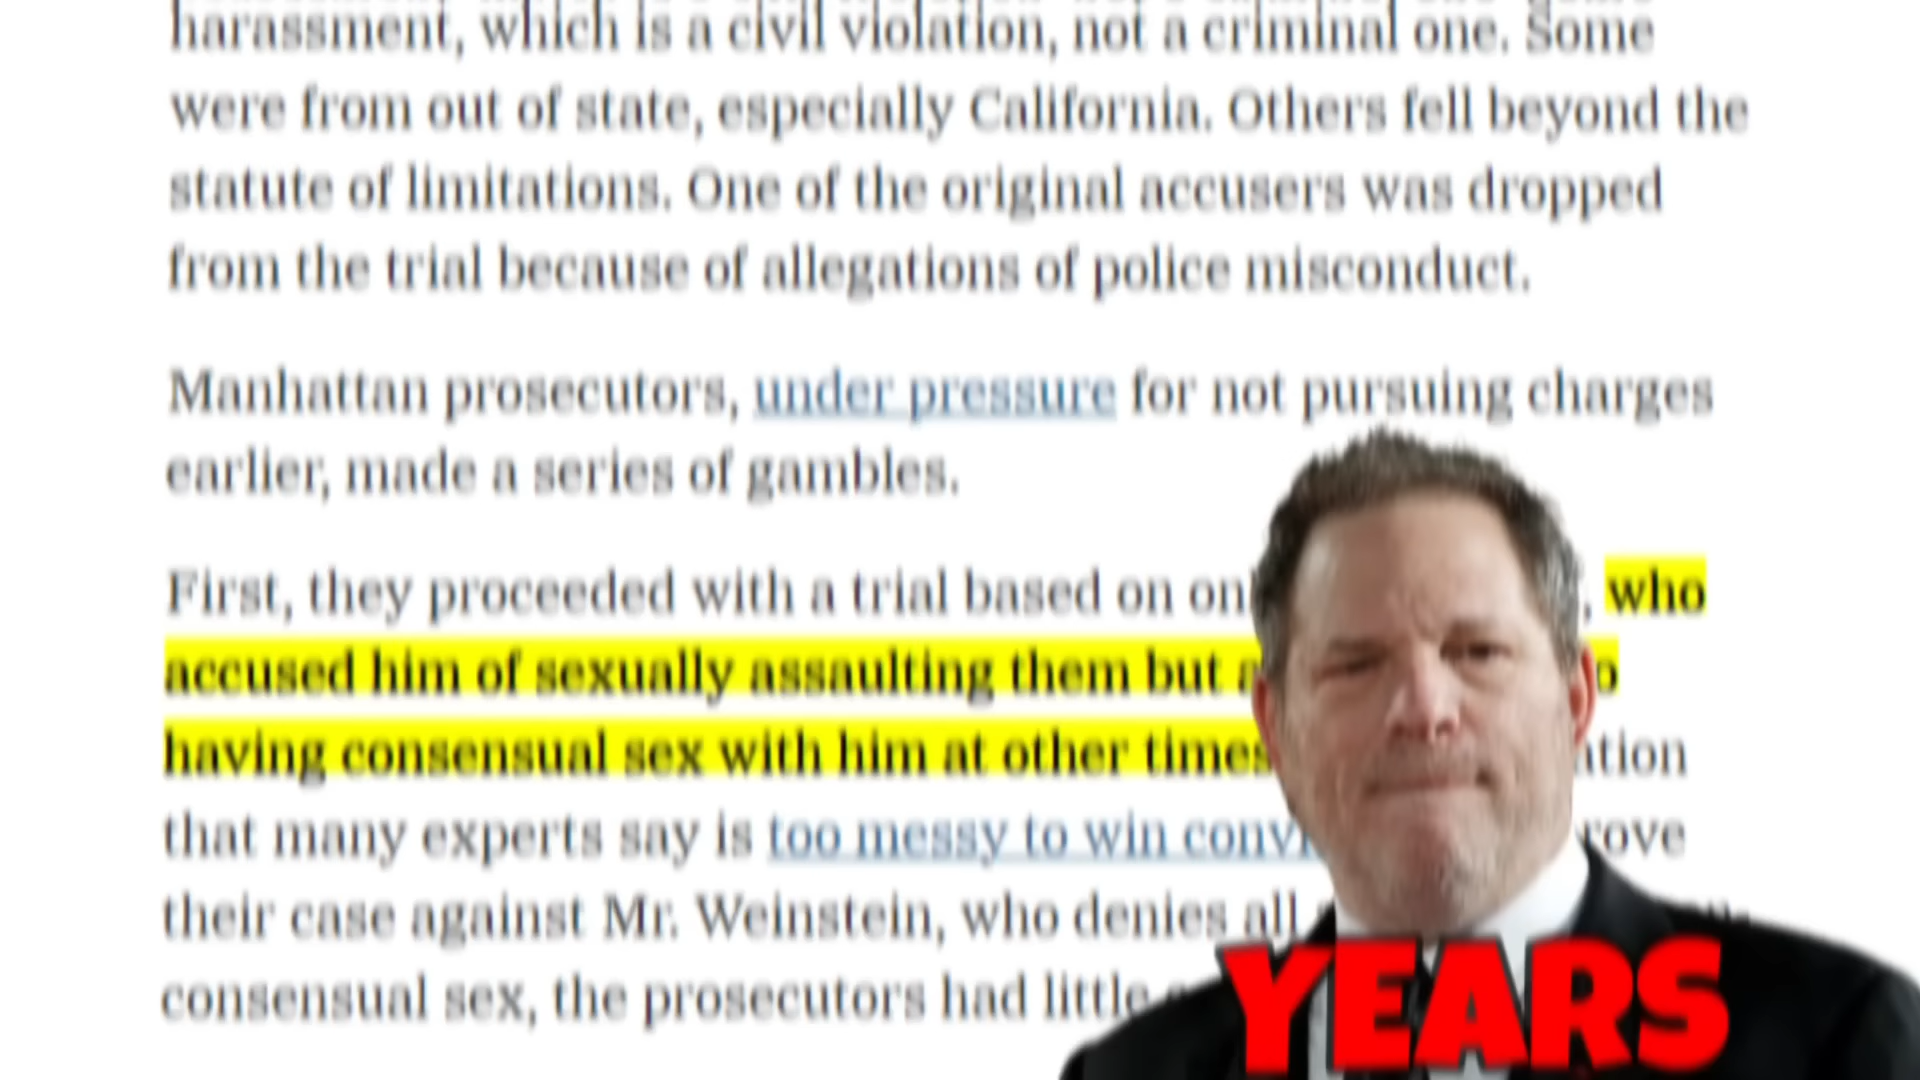 harassment, which is a civil violation, not a criminal one. Some
were from out of state, especially California. Others fell beyond the
statute of limitations. One of the original accusers was dropped
from the trial because of allegations of police misconduct.
Manhattan prosecutors, under pressure for not pursuing charges
earlier, made a series of gambles.
First, they proceeded with a trial based on , who
accused him of sexually assaulting them but
having consensual sex with him at other times
that many experts say is too messy to win
their case against Mr. Weinstein, who denies all
consensual sex, the prosecutors had little
YEARS